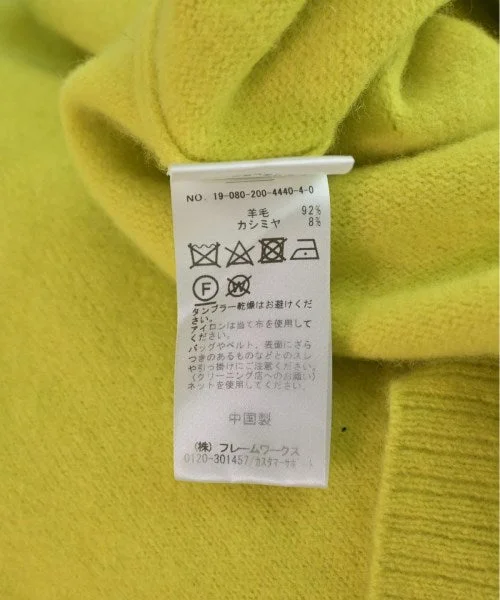 NO. 19-080-200-4440-4-0
羊毛 92%
カシミヤ 8%
F W
タンブラー乾燥はお避けくだ
さい。
アイロンは当て布を使用して
ください。
バッグやベルト、表面にざら
つきのあるものなどとのスレ
や引っ掛けにご注意ください。
(クリーニング店へのお願い)
ネットを使用してください。
中国製
(株) フレームワークス
0120-301457/カスタマーサポ